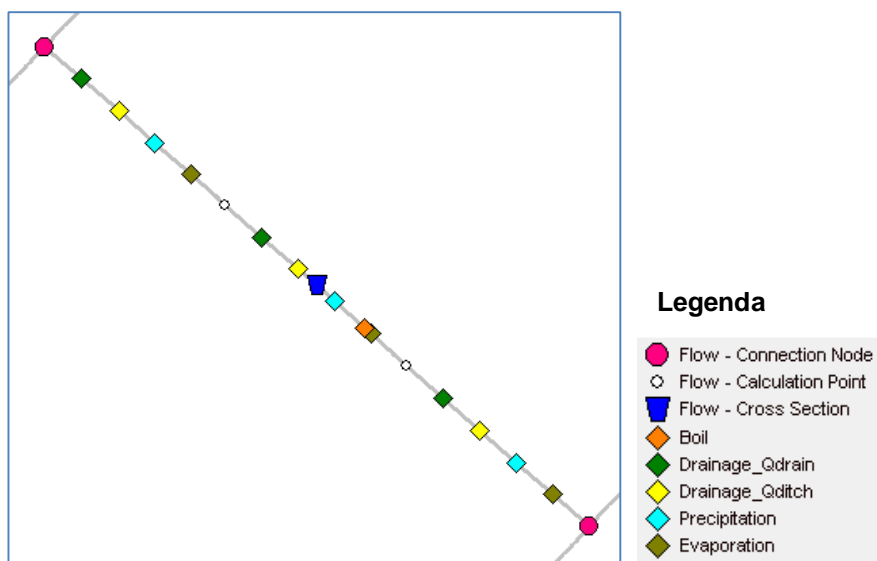 Legenda
Flow - Connection Node
Flow - Calculation Point
Flow - Cross Section
Boil
Drainage_Qdrain
Drainage_Qditch
Precipitation
Evaporation